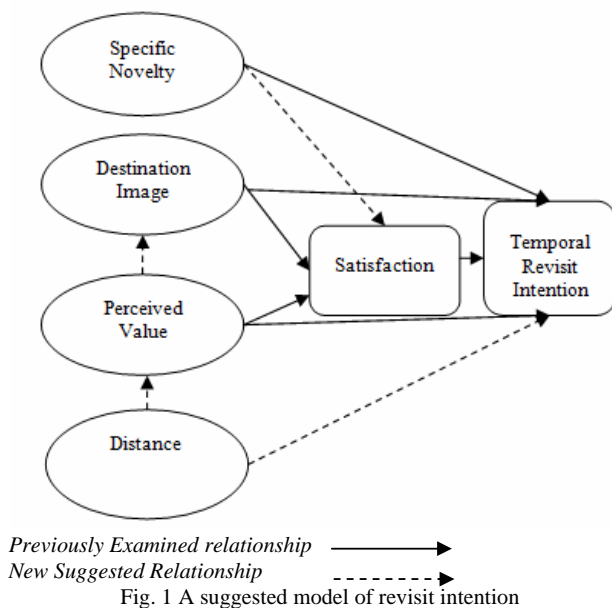 Specific
Novelty
Destination
Image
Satisfaction
Temporal
Revisit
Intention
Perceived
Value
Distance
Previously Examined relationship
New Suggested Relationship
Fig. 1 A suggested model of revisit intention